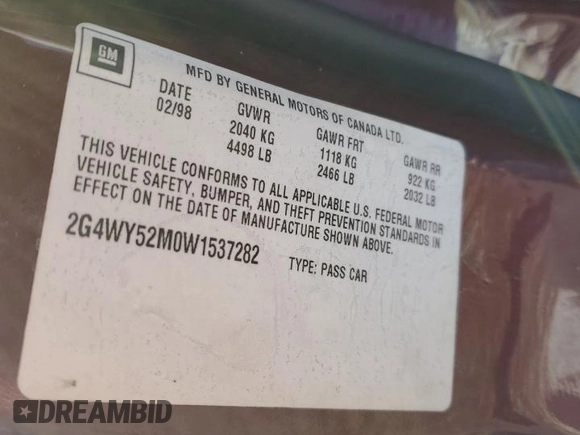 GM
MFD BY GENERAL MOTORS OF CANADA LTD.
DATE GVWR GAWR FRT GAWR RR
02/98 2040 KG 1118 KG 922 KG
4498 LB 2466 LB 2032 LB
THIS VEHICLE CONFORMS TO ALL APPLICABLE U.S. FEDERAL MOTOR
VEHICLE SAFETY, BUMPER, AND THEFT PREVENTION STANDARDS IN
EFFECT ON THE DATE OF MANUFACTURE SHOWN ABOVE.
2G4WY52M0W1537282 TYPE: PASS CAR
DREAMBID